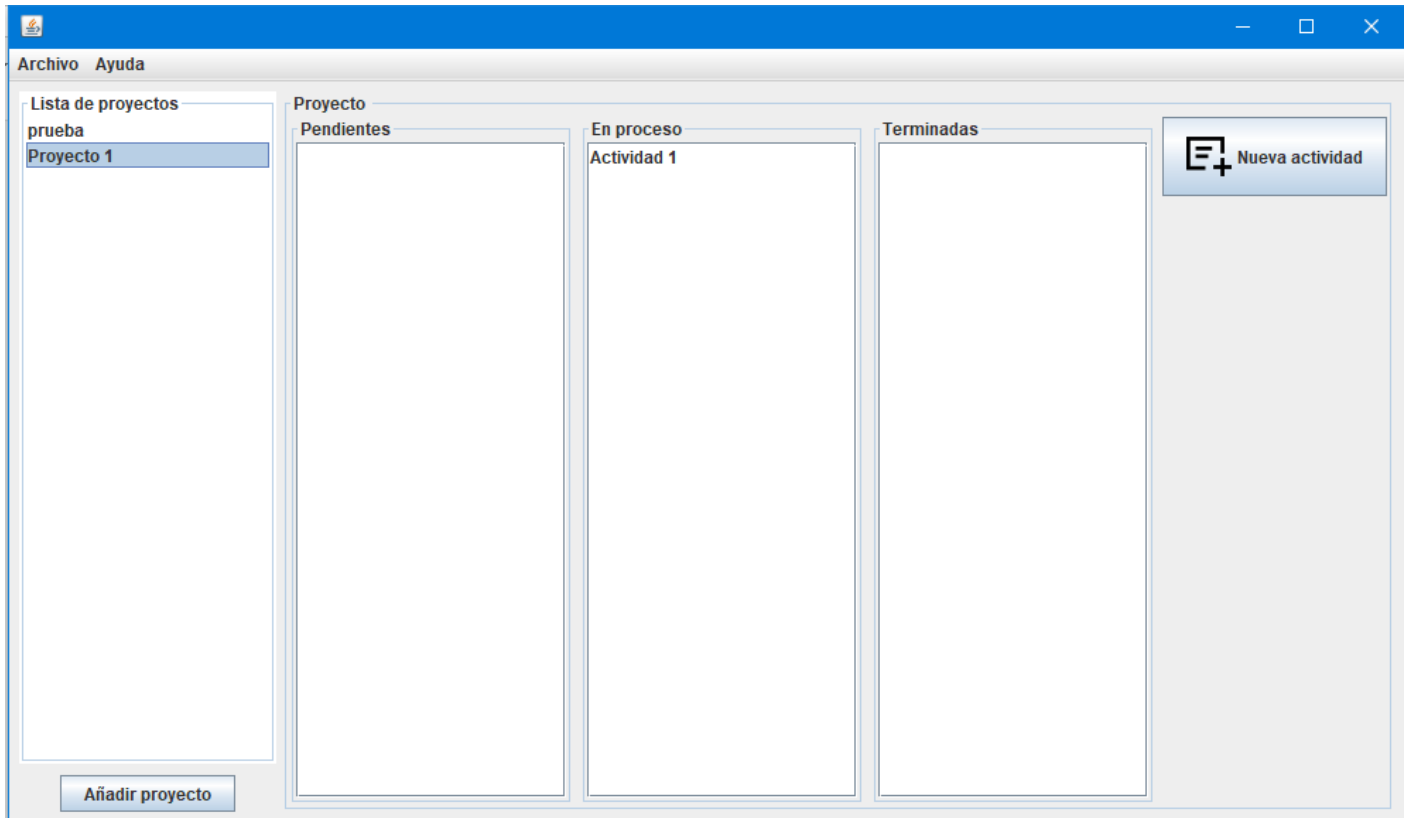 Archivo Ayuda
Lista de proyectos
prueba
Proyecto 1
Añadir proyecto
Proyecto
Pendientes
En proceso
Actividad 1
Terminadas
Nueva actividad